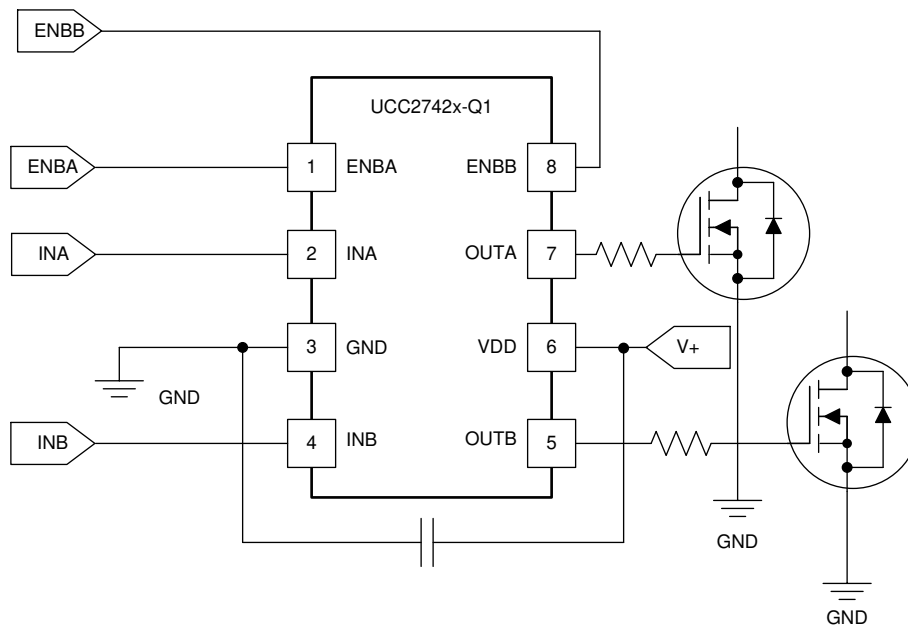 ENBB
UCC2742x-Q1
ENBA
1
ENBA
ENBB
8
INA
2
INA
OUTA
7
3
GND
VDD
6
V+
GND
INB
4
INB
OUTB
5
GND
GND